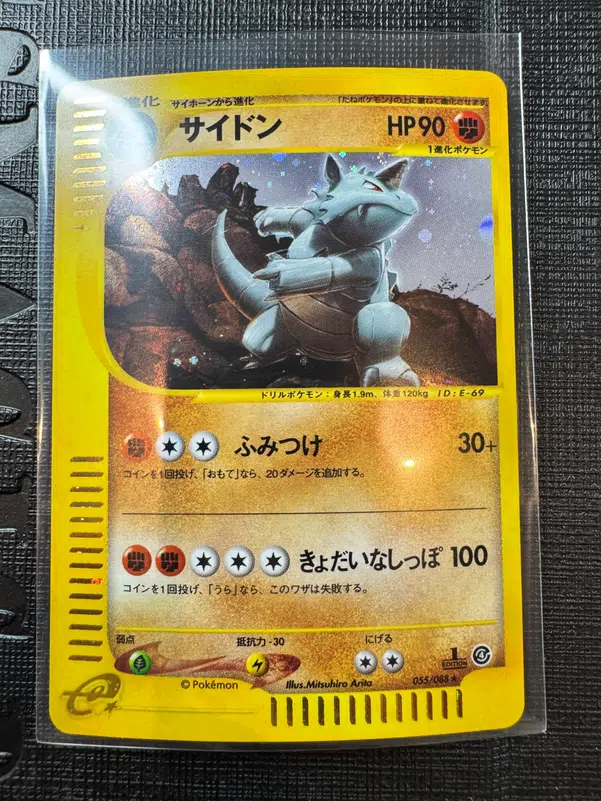 進化 サイホーンから進化 「たねポケモン」の上に重ねて進化させます
サイドン HP90
1進化ポケモン
ドリルポケモン:身長1.9m、体重120kg ID:E-69
ふみつけ 30+
コインを1回投げ、「おもて」なら、20ダメージを追加する。
きょだいなしっぽ 100
コインを1回投げ、「うら」なら、このワザは失敗する。
弱点 抵抗力-30 にげる
1 EDITION
©Pokémon Illus.Mitsuhiro Arita 055/088★
e